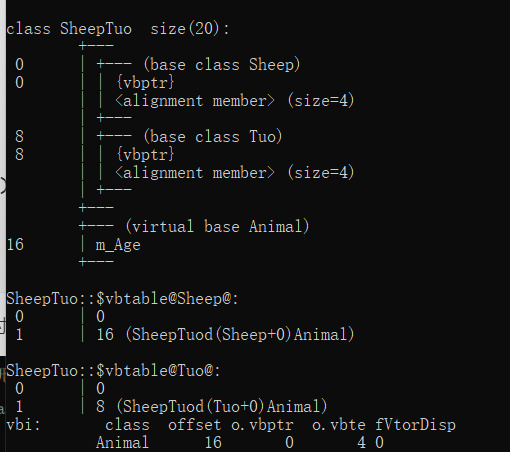 class SheepTuo  size(20):
        +---
 0      | +--- (base class Sheep)
 0      | | {vbptr}
        | | <alignment member> (size=4)
        | +---
 8      | +--- (base class Tuo)
 8      | | {vbptr}
        | | <alignment member> (size=4)
        | +---
        +---
        +--- (virtual base Animal)
16      | m_Age
        +---
SheepTuo::$vbtable@Sheep@:
 0      | 0
 1      | 16 (SheepTuod(Sheep+0)Animal)
SheepTuo::$vbtable@Tuo@:
 0      | 0
 1      | 8 (SheepTuod(Tuo+0)Animal)
vbi:       class  offset o.vbptr  o.vbte fVtorDisp
          Animal      16       0       4 0